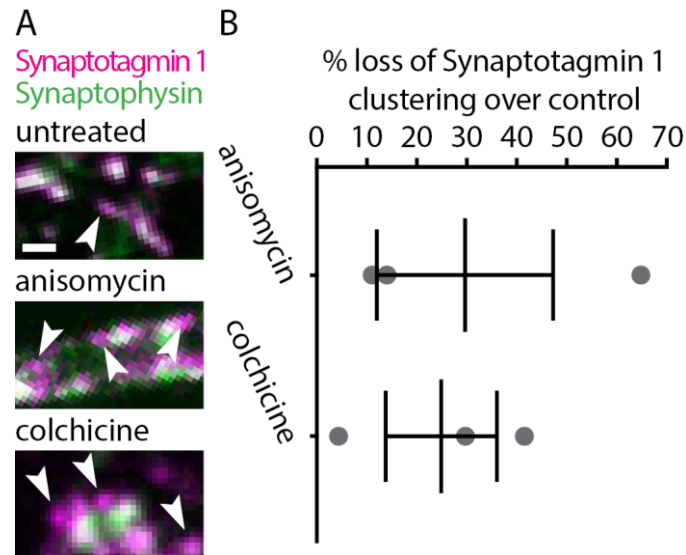 A
Synaptotagmin 1
Synaptophysin
untreated
anisomycin
colchicine
B
% loss of Synaptotagmin 1
clustering over control
0 10 20 30 40 50 60 70
anisomycin
colchicine